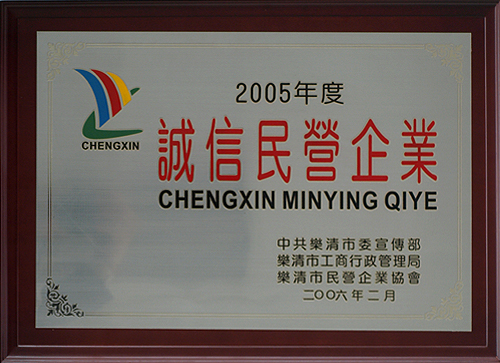 CHENGXIN
2005年度
誠信民營企業
CHENGXIN MINYING QIYE
中共樂清市委宣傳部
樂清市工商行政管理局
樂清市民營企業協會
二〇〇六年二月